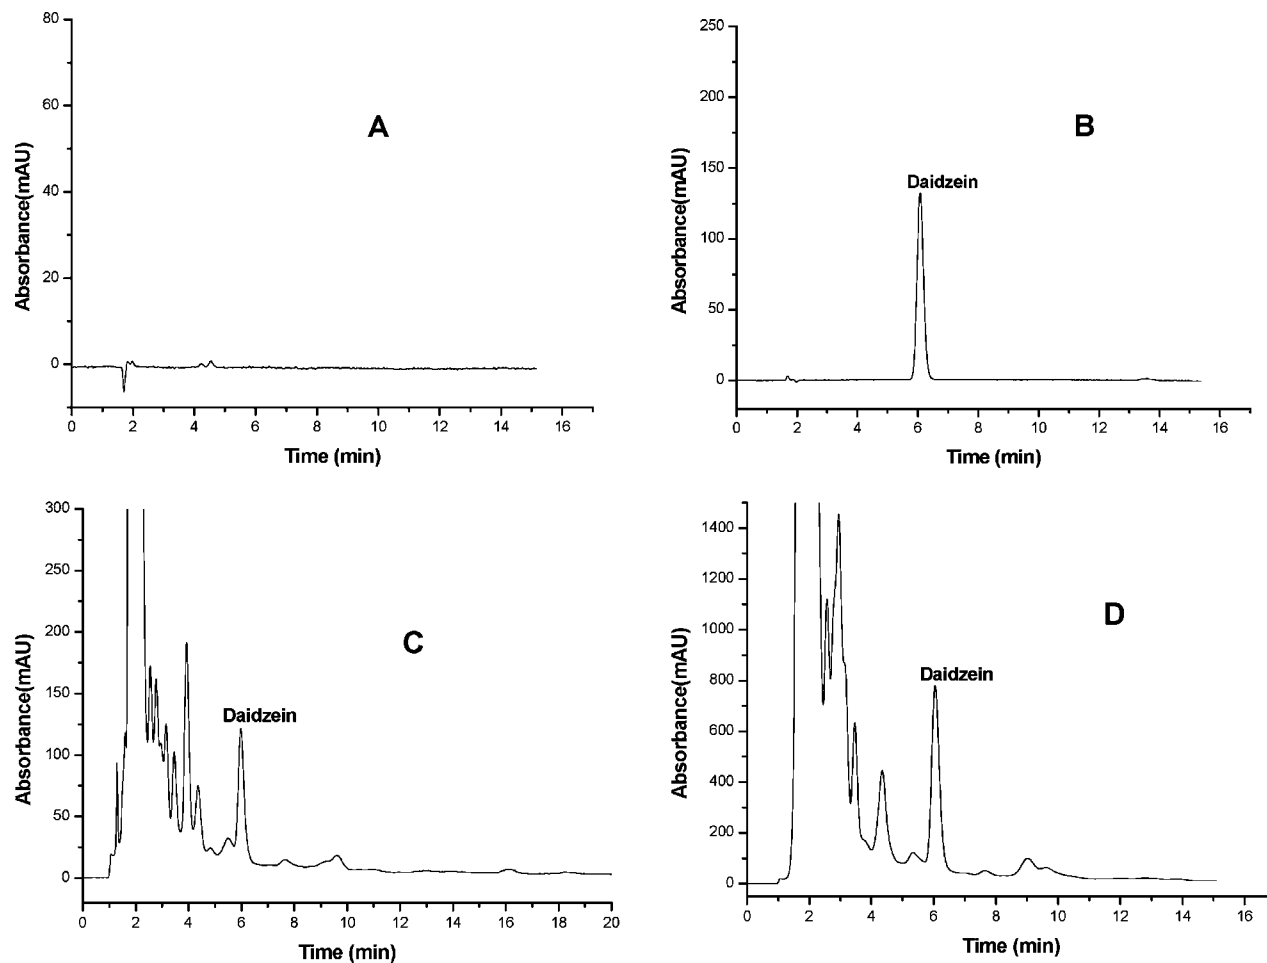 80
60
40
20
0
Absorbance(mAU)
A
0 2 4 6 8 10 12 14 16
Time (min)
250
200
150
100
50
0
Absorbance(mAU)
B
Daidzein
0 2 4 6 8 10 12 14 16
Time (min)
300
250
200
150
100
50
0
Absorbance(mAU)
C
Daidzein
0 2 4 6 8 10 12 14 16 18 20
Time (min)
1400
1200
1000
800
600
400
200
0
Absorbance(mAU)
D
Daidzein
0 2 4 6 8 10 12 14 16
Time (min)